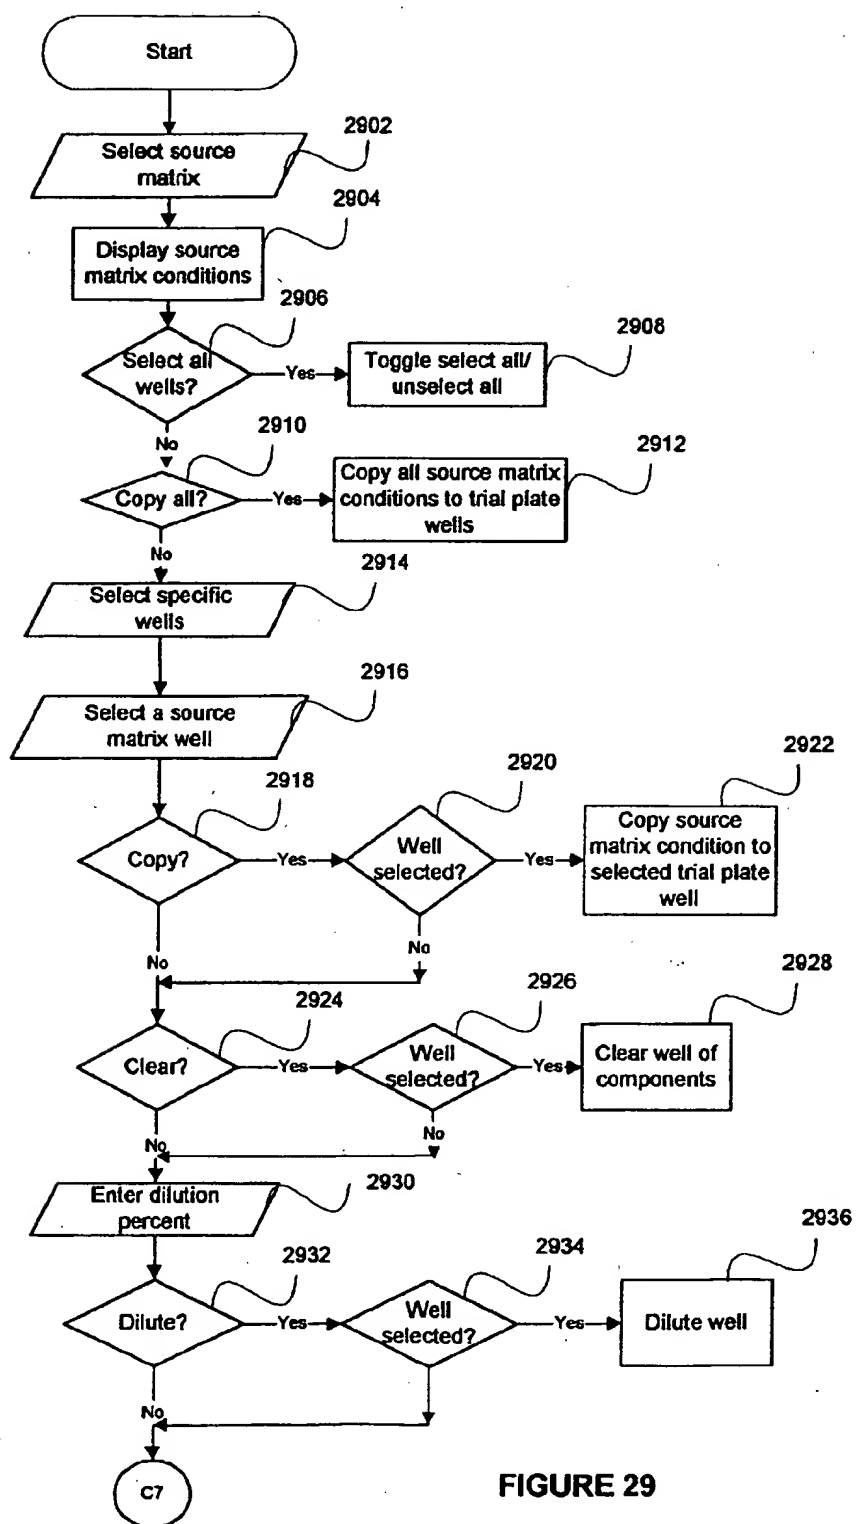 Start
2902
Select source
matrix
2904
Display source
matrix conditions
2906
Select all
wells?
Yes
2908
Toggle select all/
unselect all
No
2910
Copy all?
Yes
2912
Copy all source matrix
conditions to trial plate
wells
No
2914
Select specific
wells
2916
Select a source
matrix well
2918
Copy?
Yes
2920
Well
selected?
Yes
2922
Copy source
matrix condition to
selected trial plate
well
No
No
2924
Clear?
Yes
2926
Well
selected?
Yes
2928
Clear well of
components
No
No
2930
Enter dilution
percent
2932
Dilute?
Yes
2934
Well
selected?
Yes
2936
Dilute well
No
C7
FIGURE 29